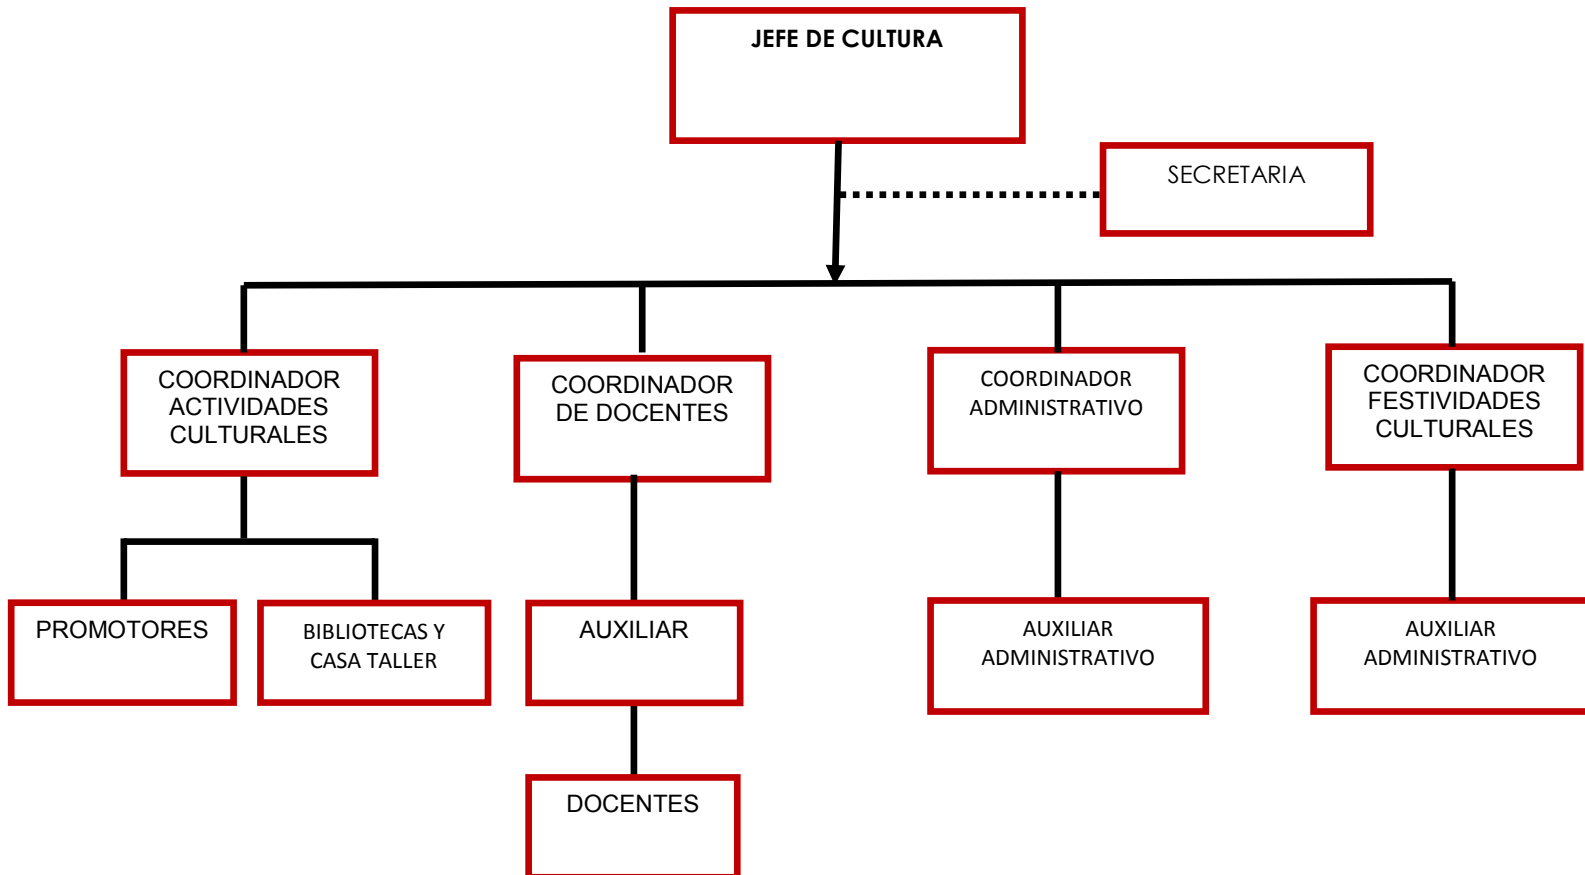 JEFE DE CULTURA
SECRETARIA
COORDINADOR
ACTIVIDADES
CULTURALES
COORDINADOR
DE DOCENTES
COORDINADOR
ADMINISTRATIVO
COORDINADOR
FESTIVIDADES
CULTURALES
PROMOTORES
BIBLIOTECAS Y
CASA TALLER
AUXILIAR
AUXILIAR
ADMINISTRATIVO
AUXILIAR
ADMINISTRATIVO
DOCENTES